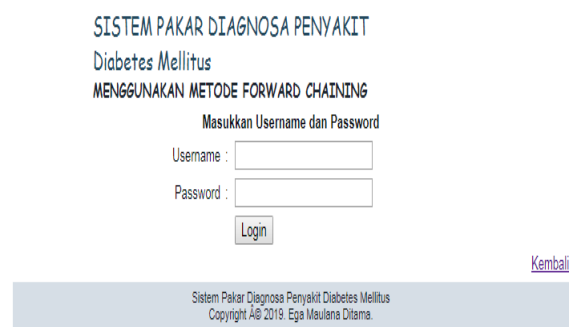 SISTEM PAKAR DIAGNOSA PENYAKIT
Diabetes Mellitus
MENGGUNAKAN METODE FORWARD CHAINING
Masukkan Username dan Password
Username :
Password :
Login
Kembali
Sistem Pakar Diagnosa Penyakit Diabetes Mellitus
Copyright Â© 2019. Ega Maulana Ditama.